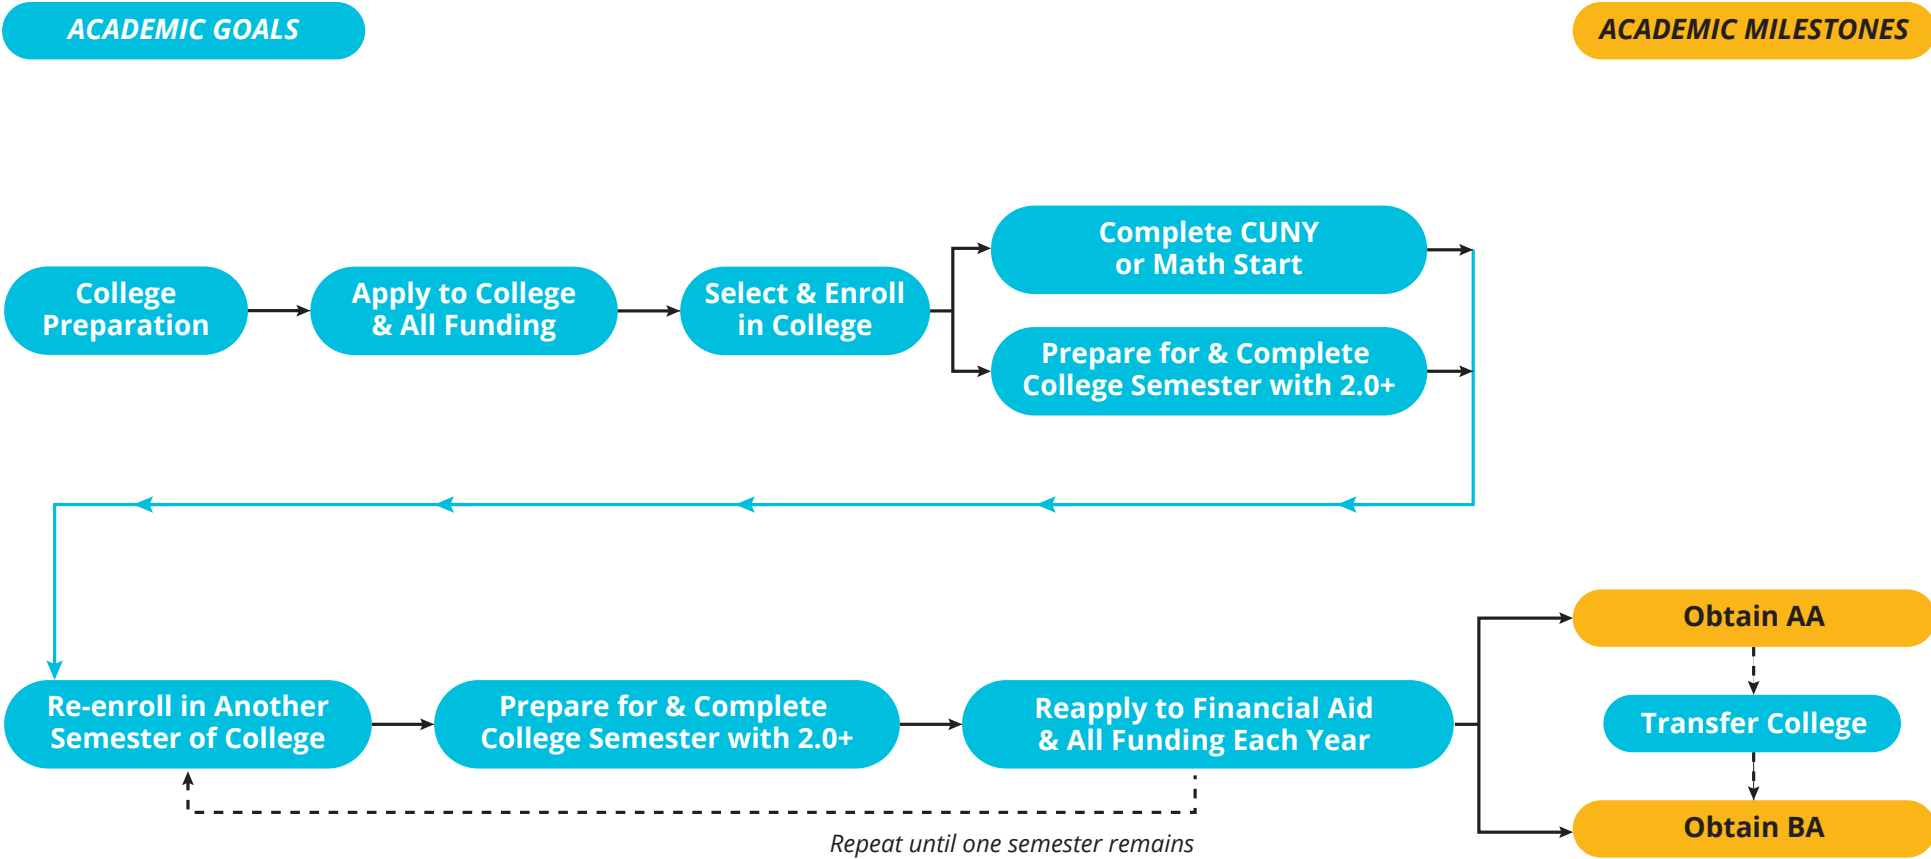 ACADEMIC GOALS
ACADEMIC MILESTONES
College
Preparation
Apply to College
& All Funding
Select & Enroll
in College
Complete CUNY
or Math Start
Prepare for & Complete
College Semester with 2.0+
Re-enroll in Another
Semester of College
Prepare for & Complete
College Semester with 2.0+
Reapply to Financial Aid
& All Funding Each Year
Obtain AA
Transfer College
Obtain BA
Repeat until one semester remains